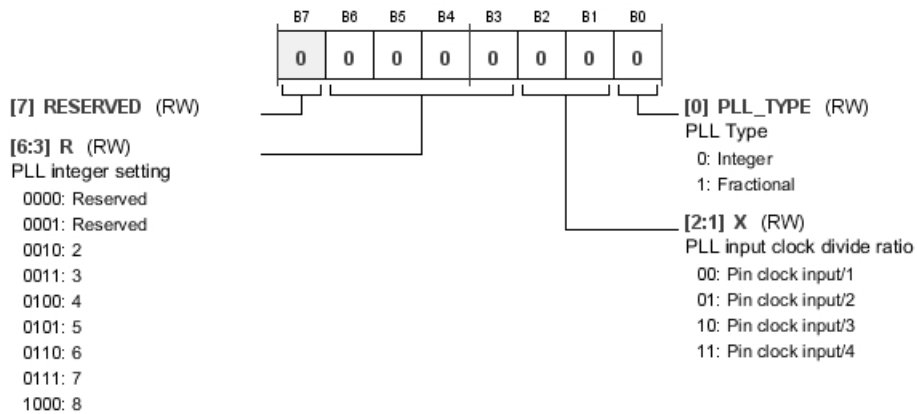 B7 B6 B5 B4 B3 B2 B1 B0
0 0 0 0 0 0 0 0
[7] RESERVED (RW)
[6:3] R (RW)
PLL integer setting
0000: Reserved
0001: Reserved
0010: 2
0011: 3
0100: 4
0101: 5
0110: 6
0111: 7
1000: 8
[0] PLL_TYPE (RW)
PLL Type
0: Integer
1: Fractional
[2:1] X (RW)
PLL input clock divide ratio
00: Pin clock input/1
01: Pin clock input/2
10: Pin clock input/3
11: Pin clock input/4